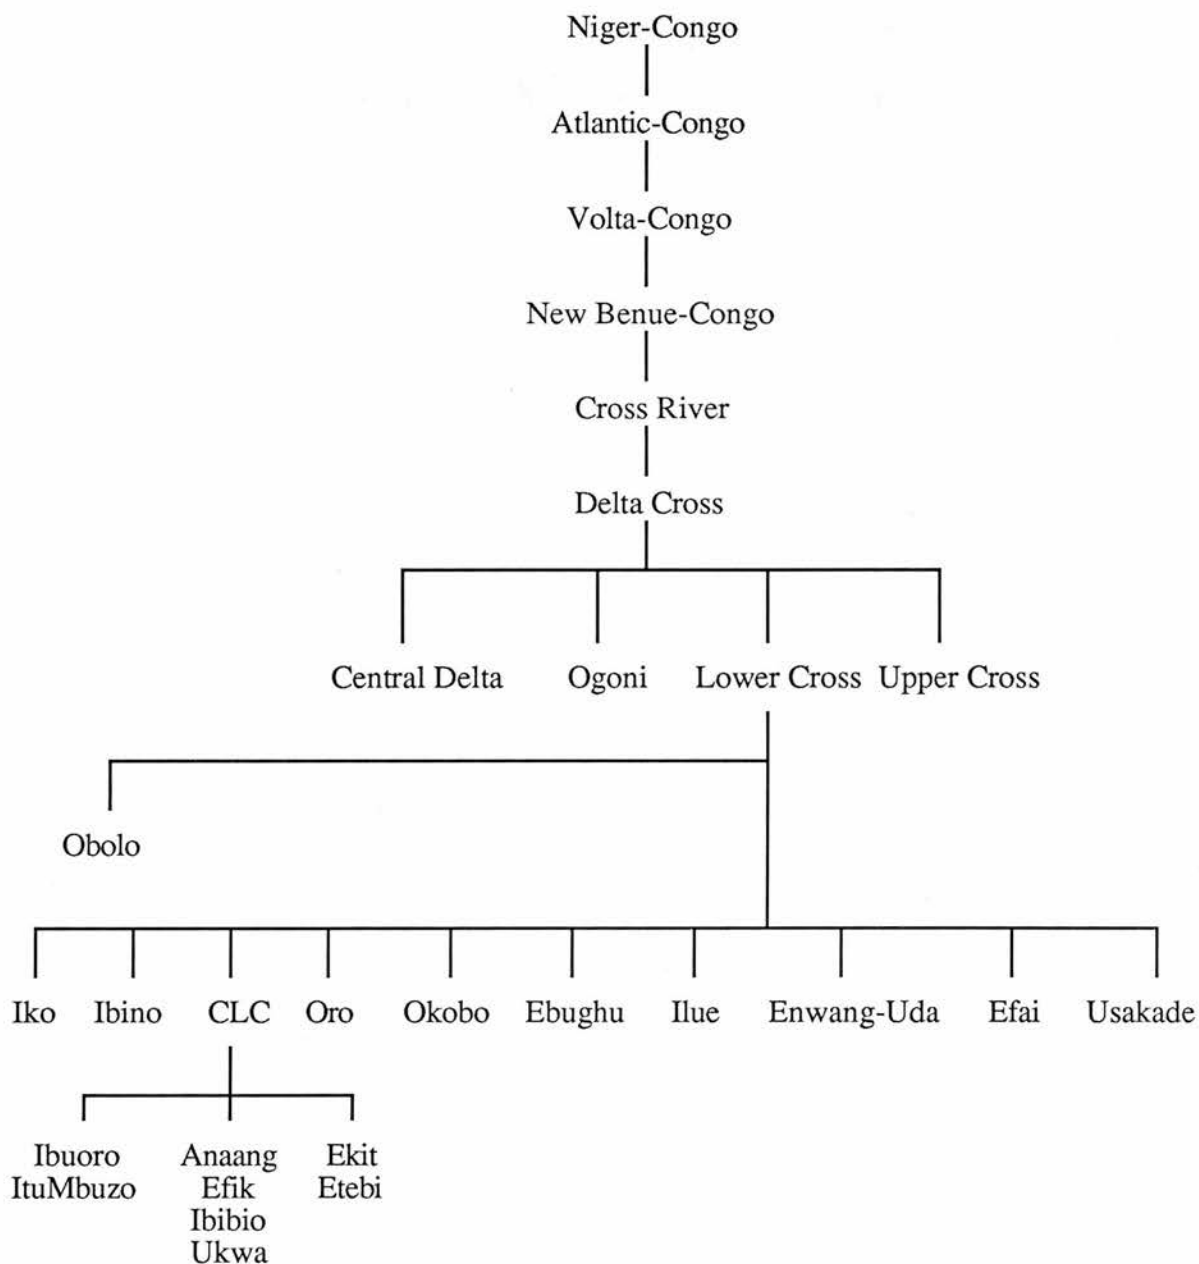 Niger-Congo
Atlantic-Congo
Volta-Congo
New Benue-Congo
Cross River
Delta Cross
Central Delta Ogoni Lower Cross Upper Cross
Obolo
Iko Ibino CLC Oro Okobo Ebughu Ilue Enwang-Uda Efai Usakade
Ibuoro Anaang Ekit
ItuMbuzo Efik Etebi
Ibibio
Ukwa